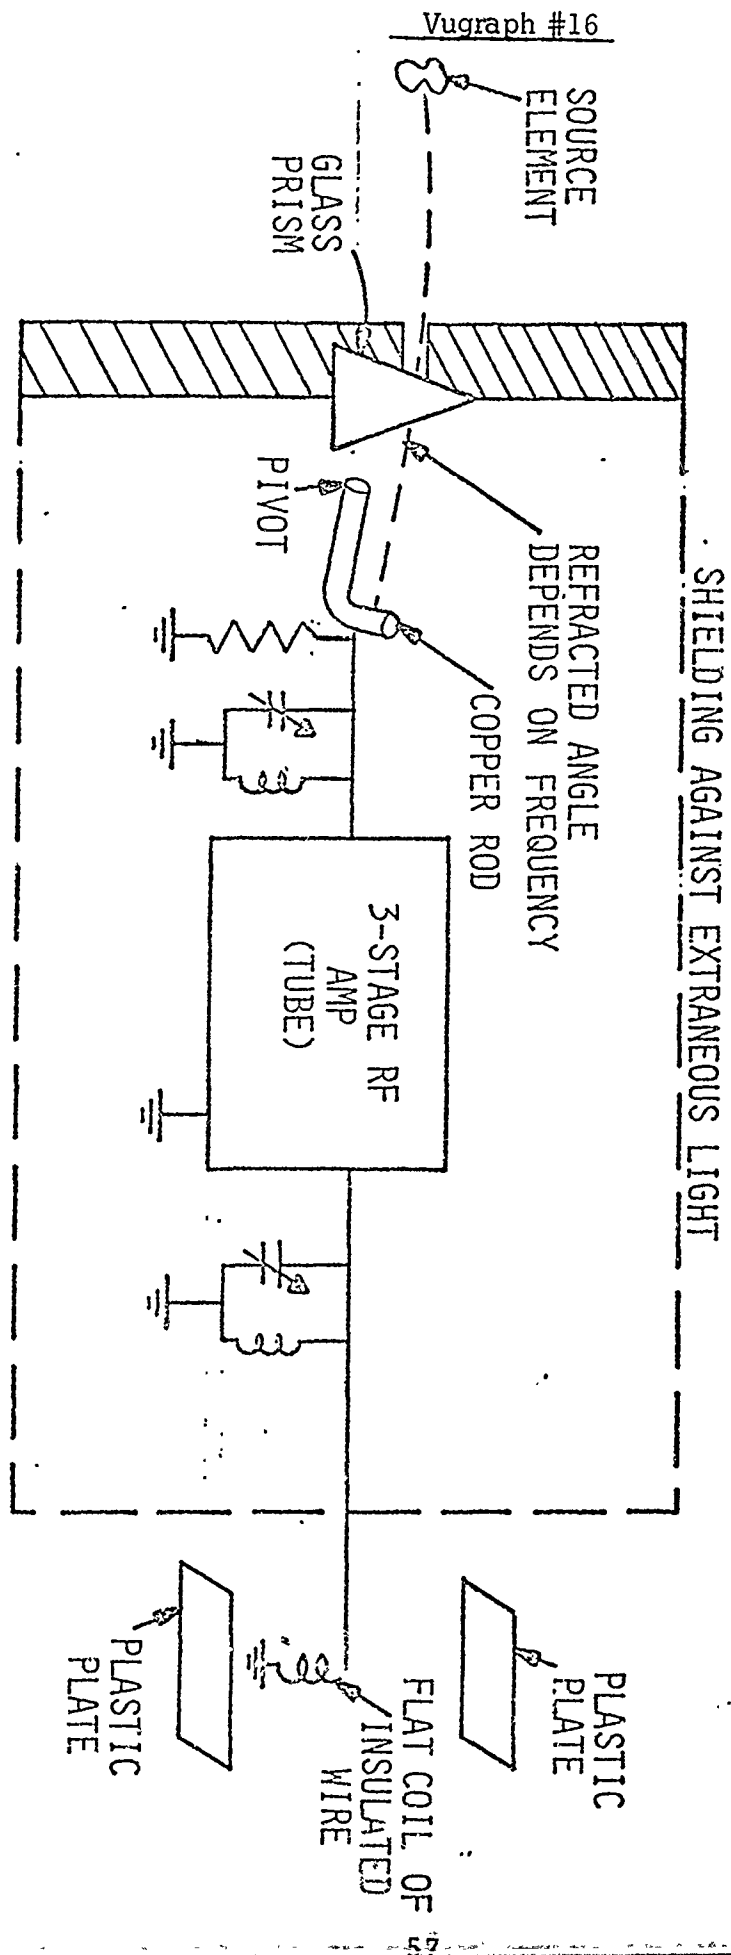 Vugraph #16
SOURCE
ELEMENT
GLASS
PRISM
SHIELDING AGAINST EXTRANEOUS LIGHT
REFRACTED ANGLE
DEPENDS ON FREQUENCY
PIVOT
COPPER ROD
3-STAGE RF
AMP
(TUBE)
PLASTIC
PLATE
FLAT COIL OF
INSULATED
WIRE
PLASTIC
PLATE
57